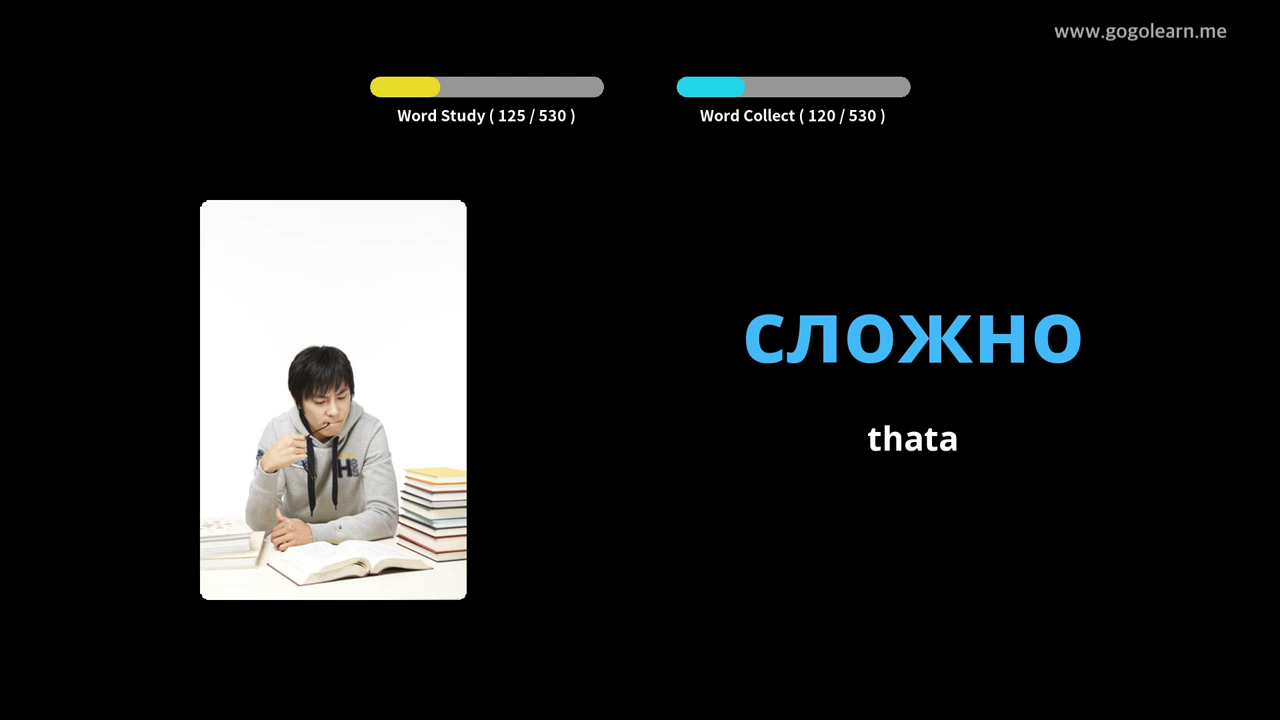 www.gogolearn.me
Word Study ( 125 / 530 )
Word Collect ( 120 / 530 )
сложно
thata
H